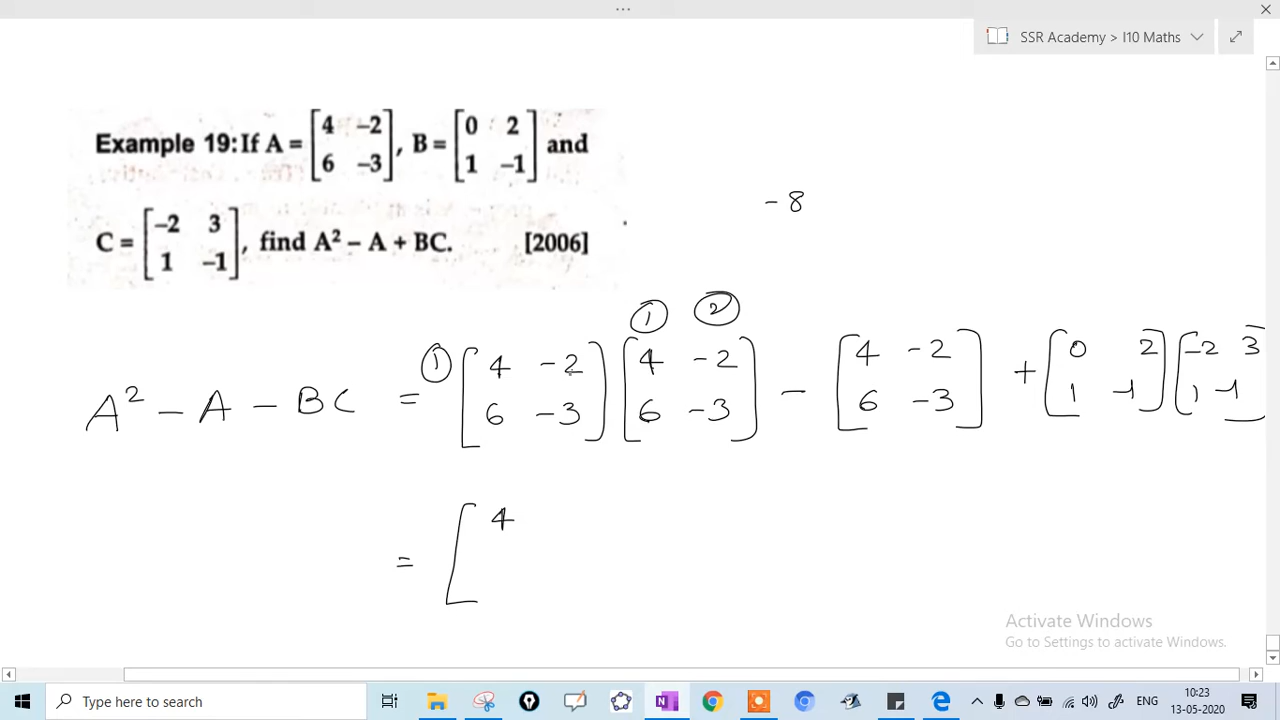 SSR Academy > I10 Maths
Example 19: If A = [4 -2; 6 -3], B = [0 2; 1 -1] and
C = [-2 3; 1 -1], find A² – A + BC. [2006]
- 8
① ②
A² - A - BC = ① [4 -2; 6 -3] [4 -2; 6 -3] - [4 -2; 6 -3] + [0 2; 1 -1] [-2 3; 1 -1]
= [ 4
Activate Windows
Go to Settings to activate Windows.
Type here to search
ENG
10:23
13-05-2020